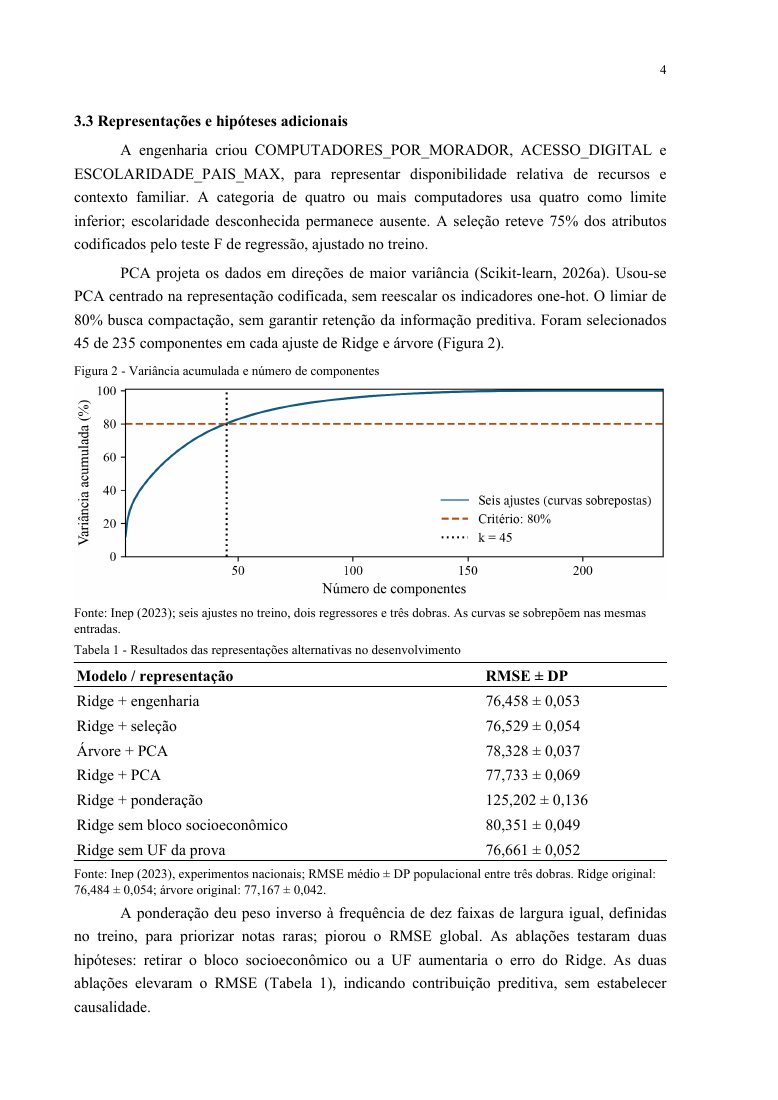 4
3.3 Representações e hipóteses adicionais
A engenharia criou COMPUTADORES_POR_MORADOR, ACESSO_DIGITAL e
ESCOLARIDADE_PAIS_MAX, para representar disponibilidade relativa de recursos e
contexto familiar. A categoria de quatro ou mais computadores usa quatro como limite
inferior; escolaridade desconhecida permanece ausente. A seleção reteve 75% dos atributos
codificados pelo teste F de regressão, ajustado no treino.
PCA projeta os dados em direções de maior variância (Scikit-learn, 2026a). Usou-se
PCA centrado na representação codificada, sem reescalar os indicadores one-hot. O limiar de
80% busca compactação, sem garantir retenção da informação preditiva. Foram selecionados
45 de 235 componentes em cada ajuste de Ridge e árvore (Figura 2).
Figura 2 - Variância acumulada e número de componentes
Variância acumulada (%)
100
80
60
40
20
0
50
100
150
200
Número de componentes
Seis ajustes (curvas sobrepostas)
Critério: 80%
k = 45
Fonte: Inep (2023); seis ajustes no treino, dois regressores e três dobras. As curvas se sobrepõem nas mesmas
entradas.
Tabela 1 - Resultados das representações alternativas no desenvolvimento
Modelo / representação RMSE ± DP
Ridge + engenharia 76,458 ± 0,053
Ridge + seleção 76,529 ± 0,054
Árvore + PCA 78,328 ± 0,037
Ridge + PCA 77,733 ± 0,069
Ridge + ponderação 125,202 ± 0,136
Ridge sem bloco socioeconômico 80,351 ± 0,049
Ridge sem UF da prova 76,661 ± 0,052
Fonte: Inep (2023), experimentos nacionais; RMSE médio ± DP populacional entre três dobras. Ridge original:
76,484 ± 0,054; árvore original: 77,167 ± 0,042.
A ponderação deu peso inverso à frequência de dez faixas de largura igual, definidas
no treino, para priorizar notas raras; piorou o RMSE global. As ablações testaram duas
hipóteses: retirar o bloco socioeconômico ou a UF aumentaria o erro do Ridge. As duas
ablações elevaram o RMSE (Tabela 1), indicando contribuição preditiva, sem estabelecer
causalidade.